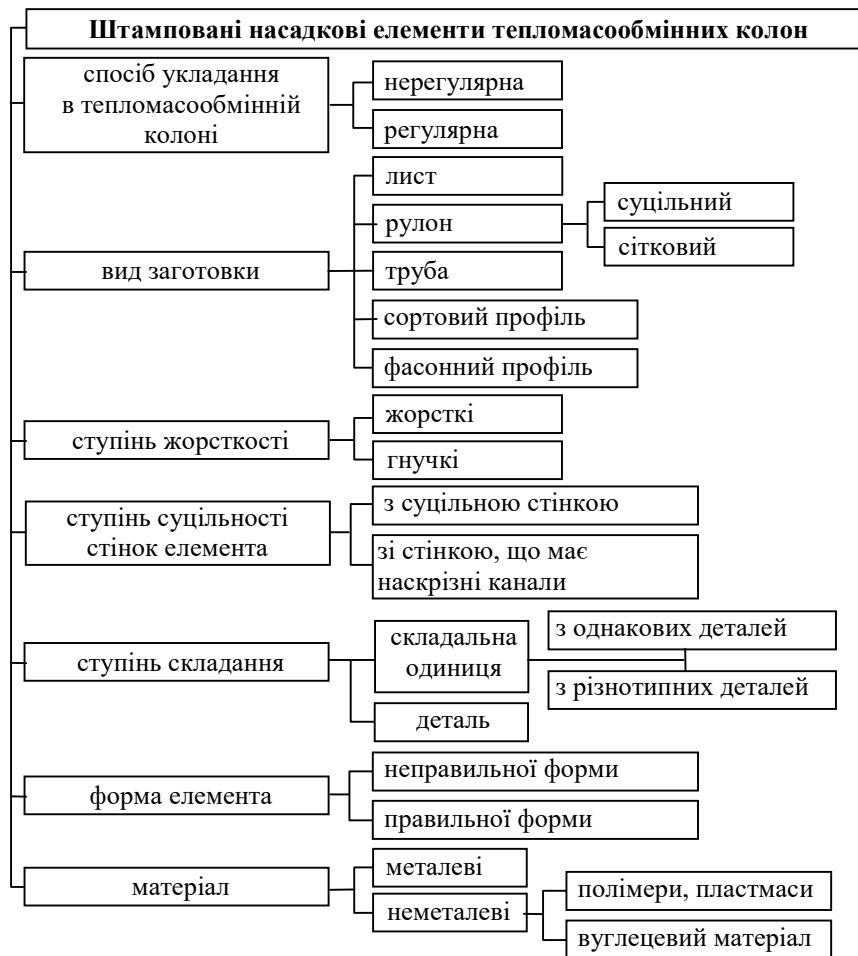 Штамповані насадкові елементи тепломасообмінних колон
спосіб укладання
в тепломасообмінній
колоні
нерегулярна
регулярна
вид заготовки
лист
рулон
суцільний
сітковий
труба
сортовий профіль
фасонний профіль
ступінь жорсткості
жорсткі
гнучкі
ступінь суцільності
стінок елемента
з суцільною стінкою
зі стінкою, що має
наскрізні канали
ступінь складання
складальна
одиниця
з однакових деталей
з різнотипних деталей
деталь
форма елемента
неправильної форми
правильної форми
матеріал
металеві
неметалеві
полімери, пластмаси
вуглецевий матеріал